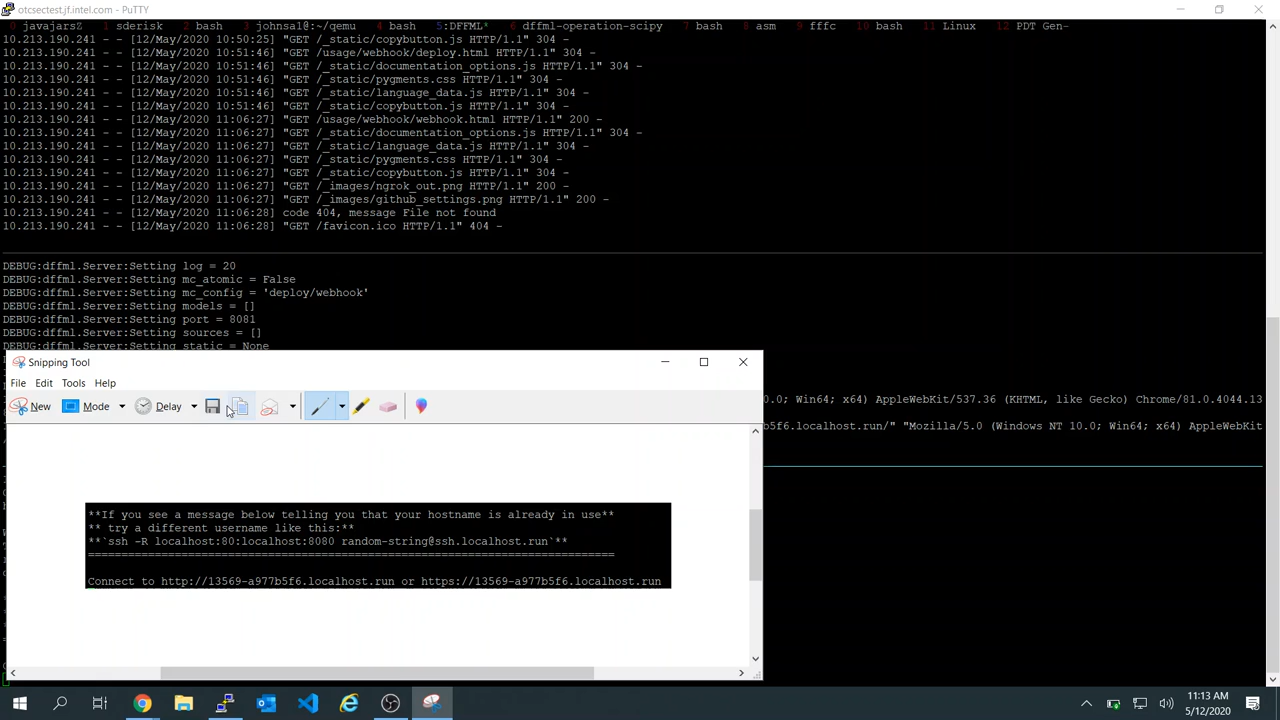 otcsectest.jf.intel.com - PuTTY
0 javajarsZ  1 sderisk  2 bash  3 johnsa1@:~/qemu  4 bash  5:DFFML*  6 dffml-operation-scipy  7 bash  8 asm  9 fffc  10 bash  11 Linux  12 PDT Gen-
10.213.190.241 - - [12/May/2020 10:50:25] "GET /_static/copybutton.js HTTP/1.1" 304 -
10.213.190.241 - - [12/May/2020 10:51:46] "GET /usage/webhook/deploy.html HTTP/1.1" 304 -
10.213.190.241 - - [12/May/2020 10:51:46] "GET /_static/documentation_options.js HTTP/1.1" 304 -
10.213.190.241 - - [12/May/2020 10:51:46] "GET /_static/pygments.css HTTP/1.1" 304 -
10.213.190.241 - - [12/May/2020 10:51:46] "GET /_static/language_data.js HTTP/1.1" 304 -
10.213.190.241 - - [12/May/2020 10:51:46] "GET /_static/copybutton.js HTTP/1.1" 304 -
10.213.190.241 - - [12/May/2020 11:06:27] "GET /usage/webhook/webhook.html HTTP/1.1" 200 -
10.213.190.241 - - [12/May/2020 11:06:27] "GET /_static/documentation_options.js HTTP/1.1" 304 -
10.213.190.241 - - [12/May/2020 11:06:27] "GET /_static/language_data.js HTTP/1.1" 304 -
10.213.190.241 - - [12/May/2020 11:06:27] "GET /_static/pygments.css HTTP/1.1" 304 -
10.213.190.241 - - [12/May/2020 11:06:27] "GET /_static/copybutton.js HTTP/1.1" 304 -
10.213.190.241 - - [12/May/2020 11:06:27] "GET /_images/ngrok_out.png HTTP/1.1" 200 -
10.213.190.241 - - [12/May/2020 11:06:27] "GET /_images/github_settings.png HTTP/1.1" 200 -
10.213.190.241 - - [12/May/2020 11:06:28] code 404, message File not found
10.213.190.241 - - [12/May/2020 11:06:28] "GET /favicon.ico HTTP/1.1" 404 -
DEBUG:dffml.Server:Setting log = 20
DEBUG:dffml.Server:Setting mc_atomic = False
DEBUG:dffml.Server:Setting mc_config = 'deploy/webhook'
DEBUG:dffml.Server:Setting models = []
DEBUG:dffml.Server:Setting port = 8081
DEBUG:dffml.Server:Setting sources = []
DEBUG:dffml.Server:Setting static = None
Snipping Tool
File Edit Tools Help
0.0; Win64; x64) AppleWebKit/537.36 (KHTML, like Gecko) Chrome/81.0.4044.13
New Mode Delay
b5f6.localhost.run/" "Mozilla/5.0 (Windows NT 10.0; Win64; x64) AppleWebKit
**If you see a message below telling you that your hostname is already in use**
** try a different username like this:**
**`ssh -R localhost:80:localhost:8080 random-string@ssh.localhost.run`**
===============================================================================
Connect to http://13569-a977b5f6.localhost.run or https://13569-a977b5f6.localhost.run
11:13 AM
5/12/2020